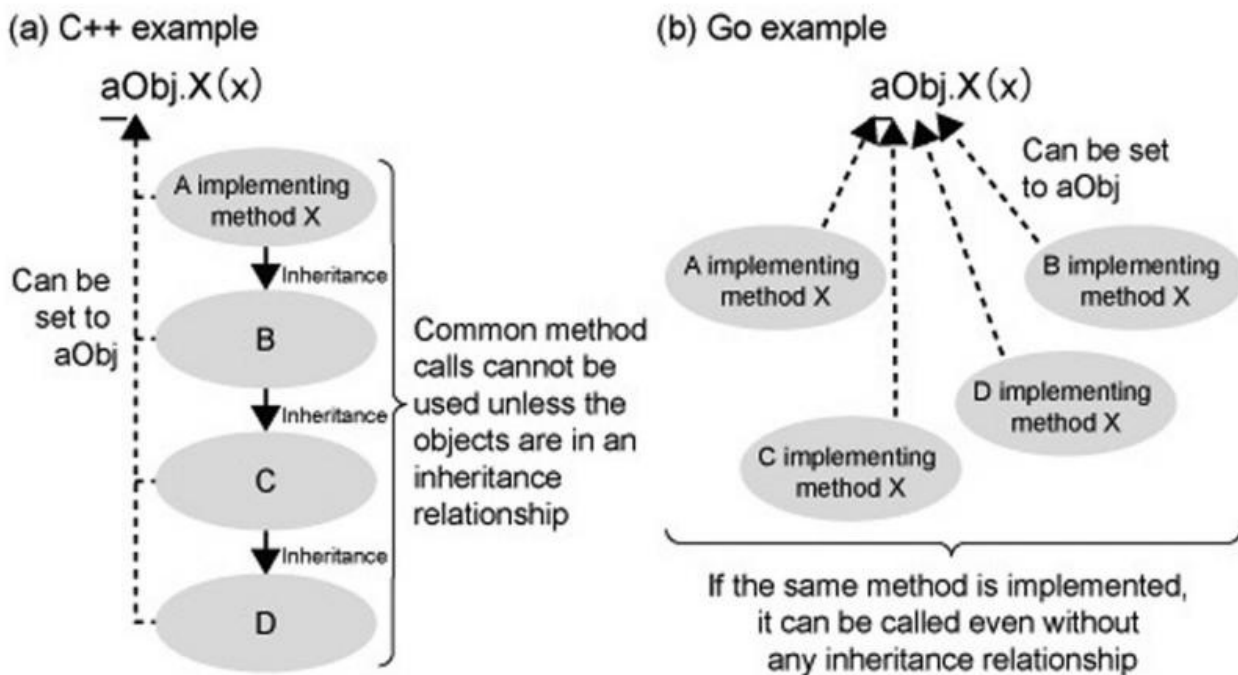 (a) C++ example
aObj.X(x)
A implementing
method X
Inheritance
B
Inheritance
C
Inheritance
D
Can be
set to
aObj
Common method
calls cannot be
used unless the
objects are in an
inheritance
relationship
(b) Go example
aObj.X(x)
Can be set
to aObj
A implementing
method X
B implementing
method X
D implementing
method X
C implementing
method X
If the same method is implemented,
it can be called even without
any inheritance relationship